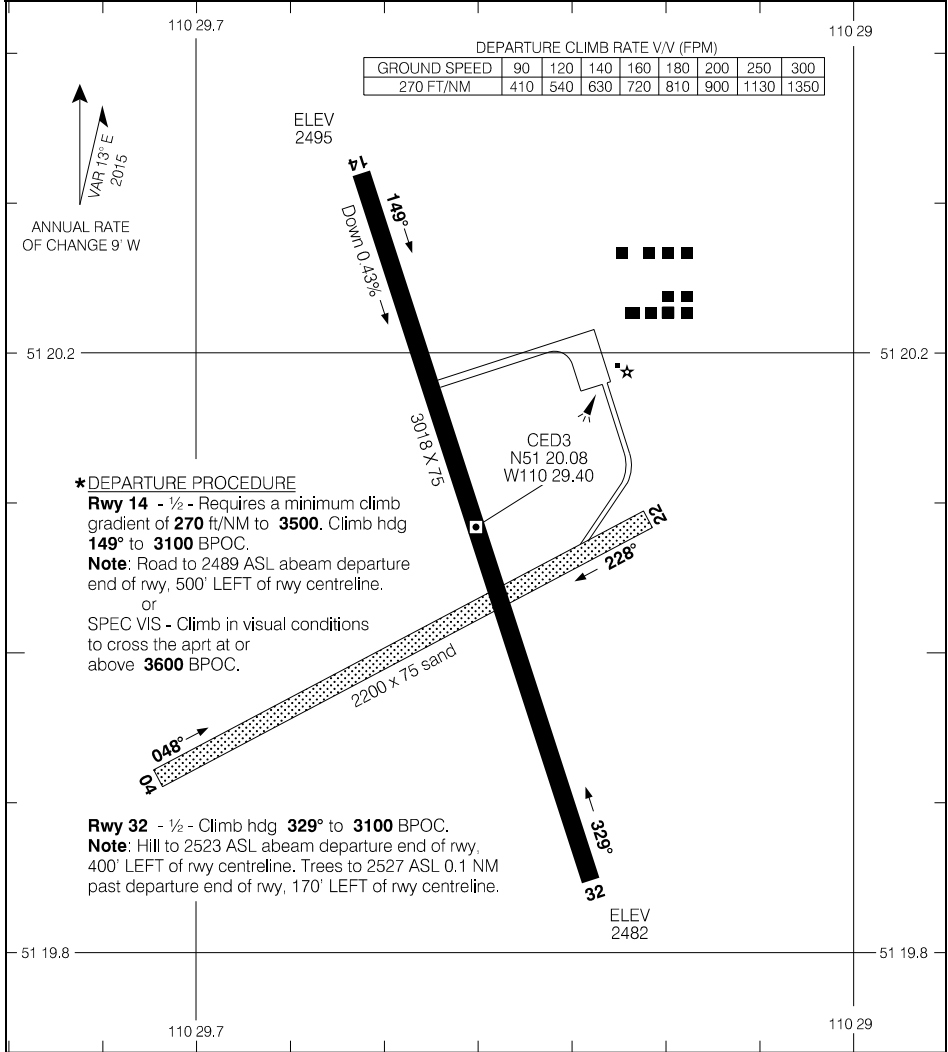 110 29.7
110 29
DEPARTURE CLIMB RATE V/V (FPM)
GROUND SPEED 90 120 140 160 180 200 250 300
270 FT/NM 410 540 630 720 810 900 1130 1350
VAR 13° E
2015
ANNUAL RATE
OF CHANGE 9' W
ELEV
2495
14
149°
Down 0.43%
51 20.2
51 20.2
3018 X 75
CED3
N51 20.08
W110 29.40
*DEPARTURE PROCEDURE
Rwy 14 - ½ - Requires a minimum climb
gradient of 270 ft/NM to 3500. Climb hdg
149° to 3100 BPOC.
Note: Road to 2489 ASL abeam departure
end of rwy, 500' LEFT of rwy centreline.
or
SPEC VIS - Climb in visual conditions
to cross the aprt at or
above 3600 BPOC.
22
228°
2200 x 75 sand
048°
04
Rwy 32 - ½ - Climb hdg 329° to 3100 BPOC.
Note: Hill to 2523 ASL abeam departure end of rwy,
400' LEFT of rwy centreline. Trees to 2527 ASL 0.1 NM
past departure end of rwy, 170' LEFT of rwy centreline.
329°
32
ELEV
2482
51 19.8
51 19.8
110 29.7
110 29